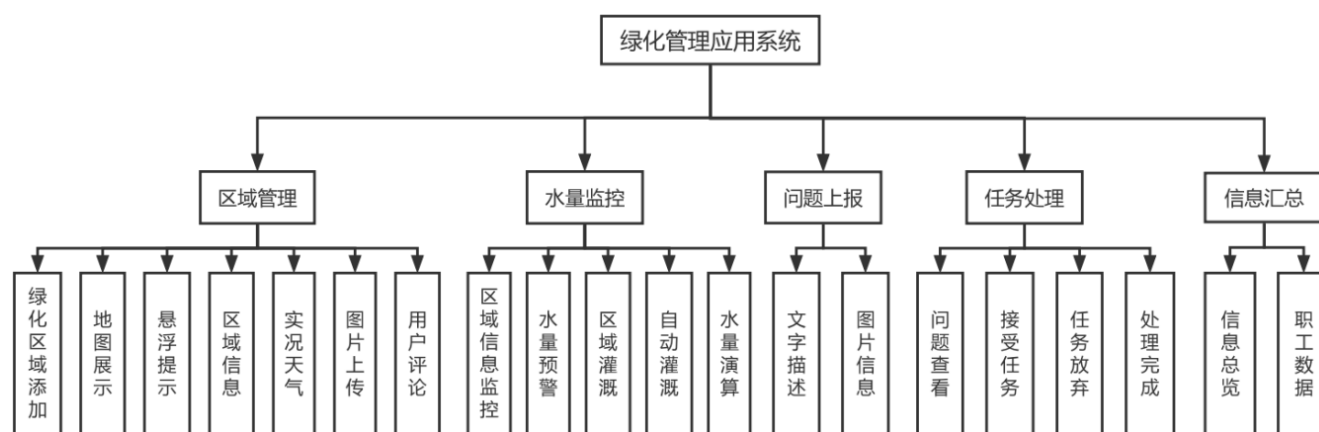 绿化管理应用系统
区域管理
水量监控
问题上报
任务处理
信息汇总
绿化区域添加
地图展示
悬浮提示
区域信息
实况天气
图片上传
用户评论
区域信息监控
水量预警
区域灌溉
自动灌溉
水量演算
文字描述
图片信息
问题查看
接受任务
任务放弃
处理完成
信息总览
职工数据